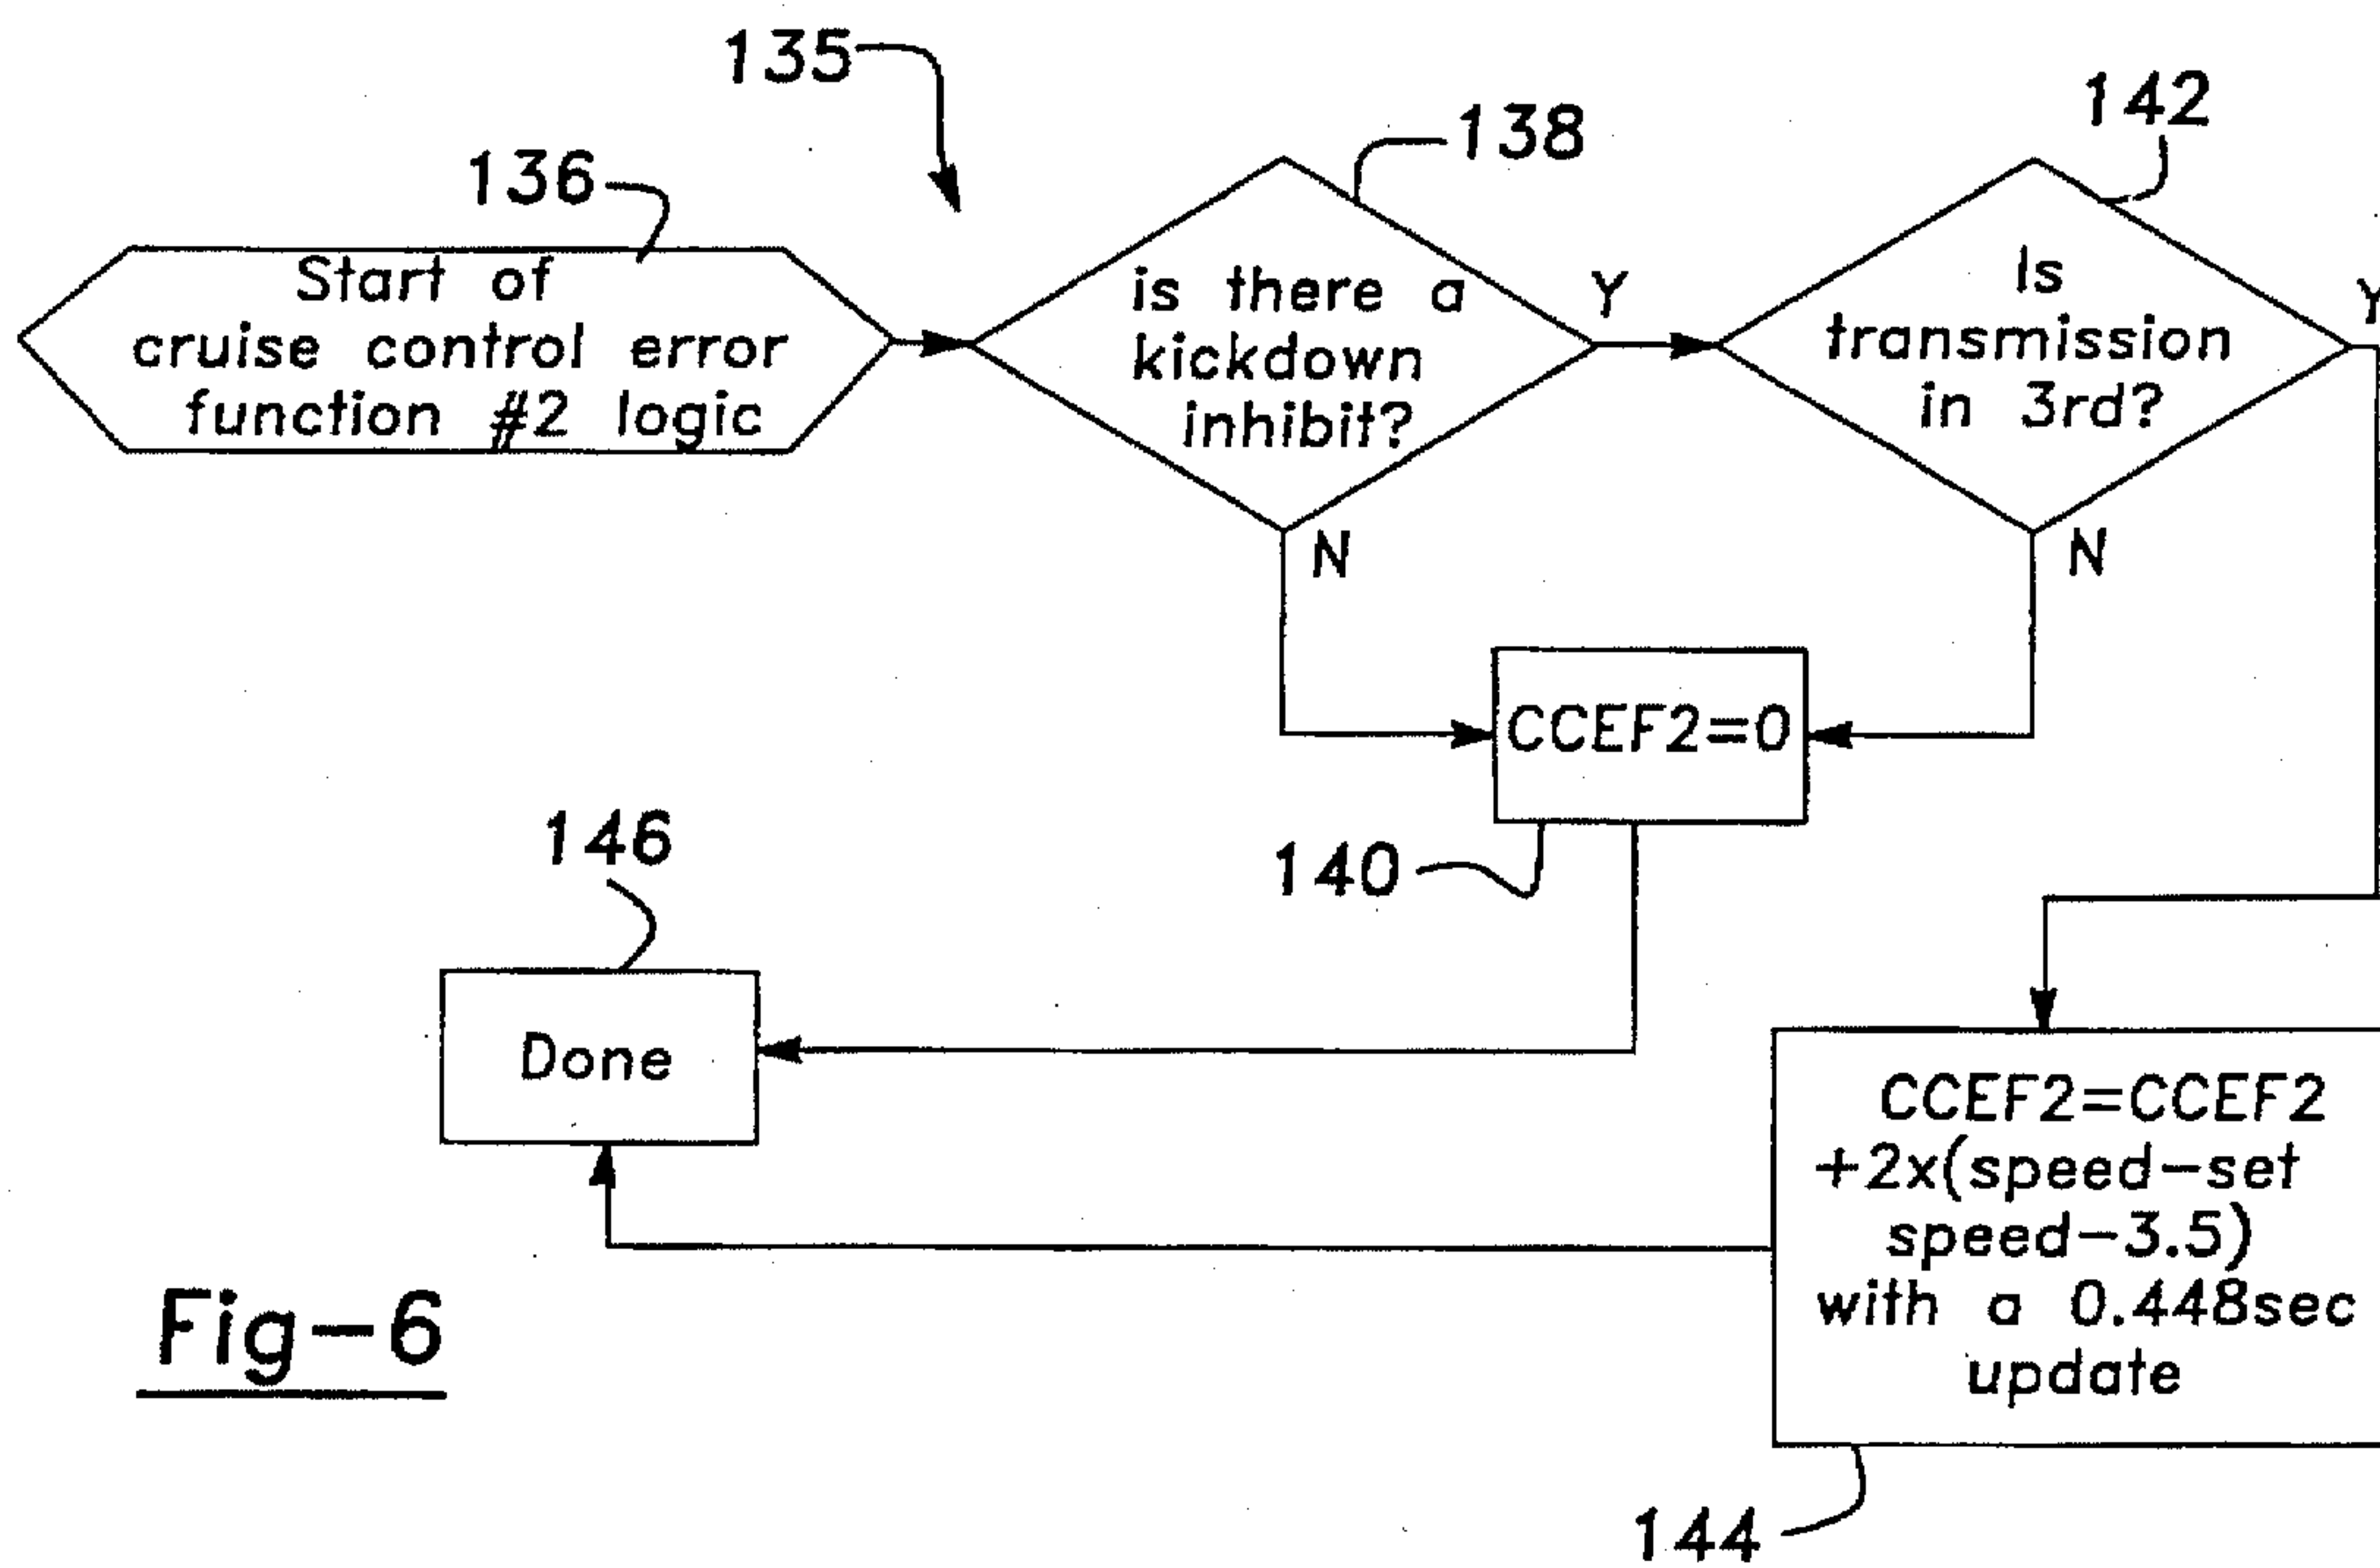 135
136
138
142
Start of
cruise control error
function #2 logic
is there a
kickdown
inhibit?
Y
Is
transmission
in 3rd?
Y
N
N
CCEF2=0
140
146
Done
CCEF2=CCEF2
+2x(speed-set
speed-3.5)
with a 0.448sec
update
144
Fig-6